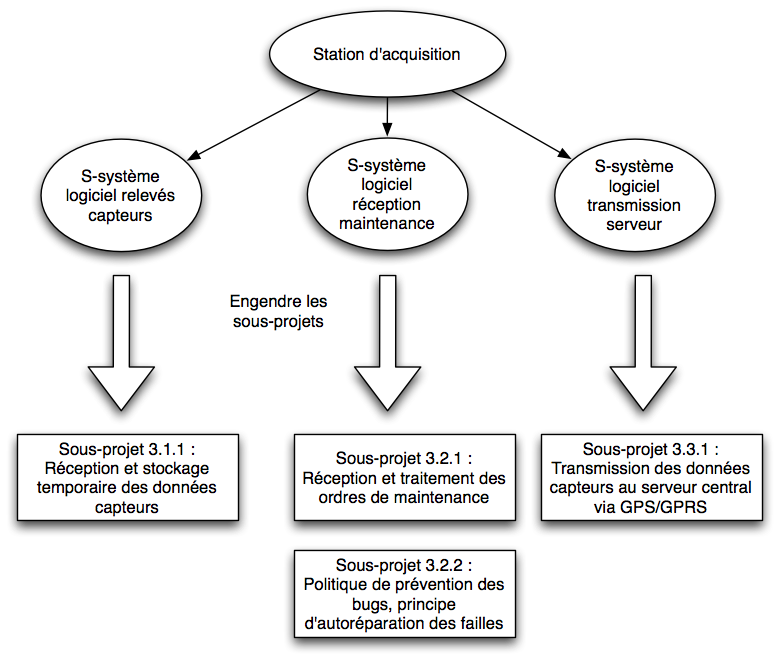 Station d'acquisition
S-système
logiciel relevés
capteurs
S-système
logiciel
réception
maintenance
S-système
logiciel
transmission
serveur
Engendre les
sous-projets
Sous-projet 3.1.1 :
Réception et stockage
temporaire des données
capteurs
Sous-projet 3.2.1 :
Réception et traitement des
ordres de maintenance
Sous-projet 3.3.1 :
Transmission des données
capteurs au serveur central
via GPS/GPRS
Sous-projet 3.2.2 :
Politique de prévention des
bugs, principe
d'autoréparation des failles